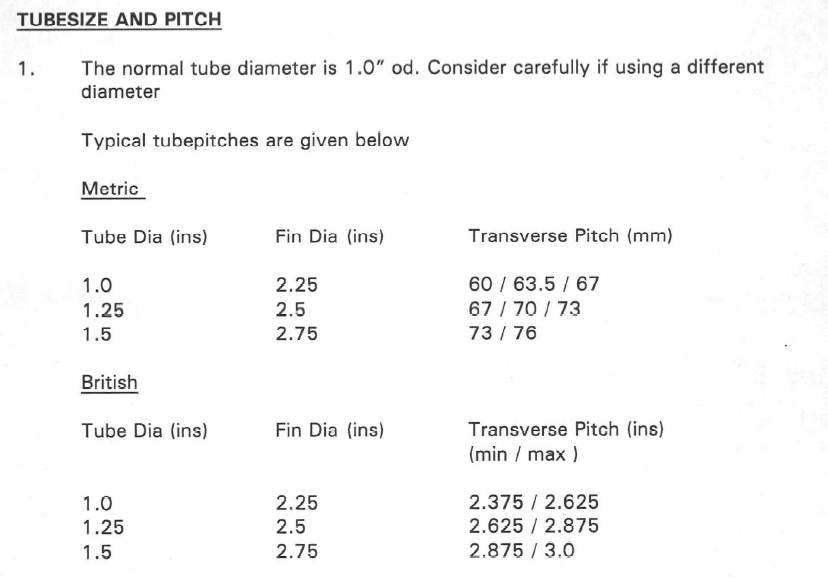 TUBESIZE AND PITCH
1. The normal tube diameter is 1.0" od. Consider carefully if using a different
diameter
Typical tubepitches are given below
Metric
Tube Dia (ins) Fin Dia (ins) Transverse Pitch (mm)
1.0 2.25 60 / 63.5 / 67
1.25 2.5 67 / 70 / 73
1.5 2.75 73 / 76
British
Tube Dia (ins) Fin Dia (ins) Transverse Pitch (ins)
(min / max )
1.0 2.25 2.375 / 2.625
1.25 2.5 2.625 / 2.875
1.5 2.75 2.875 / 3.0